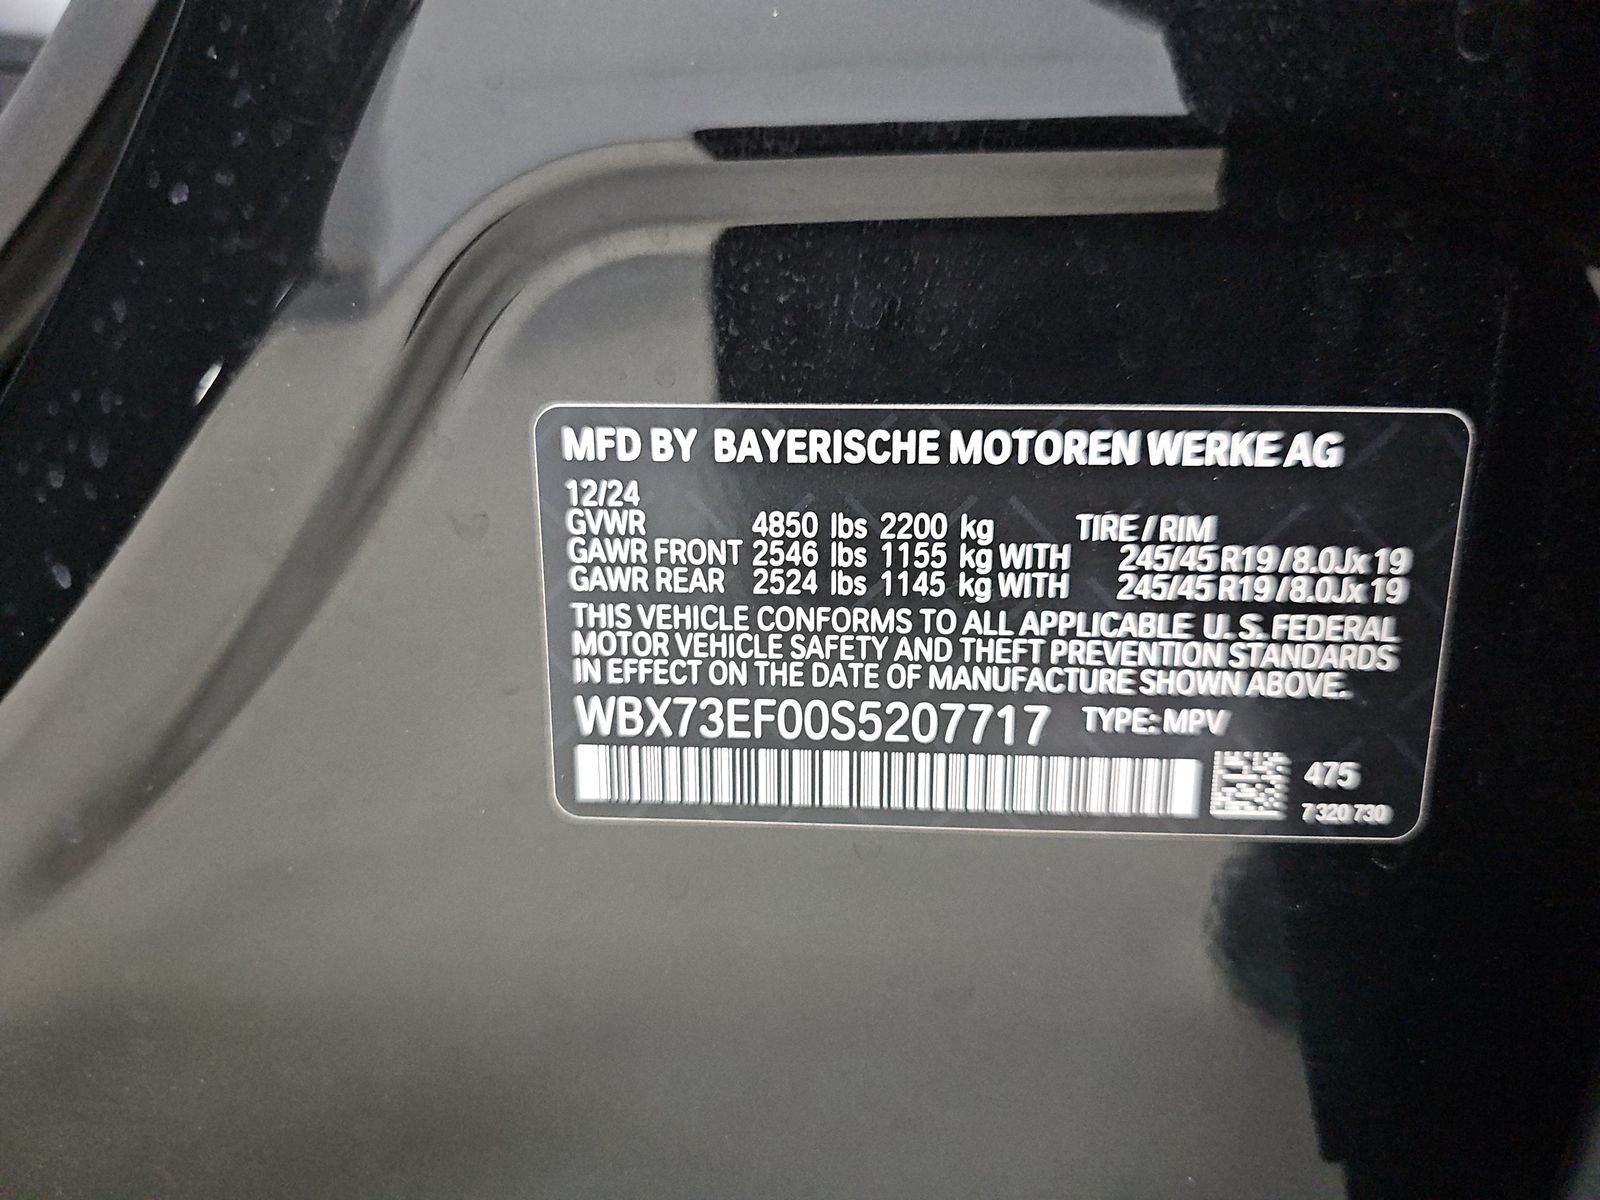 MFD BY BAYERISCHE MOTOREN WERKE AG
12/24
GVWR 4850 lbs 2200 kg TIRE / RIM
GAWR FRONT 2546 lbs 1155 kg WITH 245/45 R19 / 8.0Jx19
GAWR REAR 2524 lbs 1145 kg WITH 245/45 R19 / 8.0Jx19
THIS VEHICLE CONFORMS TO ALL APPLICABLE U. S. FEDERAL
MOTOR VEHICLE SAFETY AND THEFT PREVENTION STANDARDS
IN EFFECT ON THE DATE OF MANUFACTURE SHOWN ABOVE.
WBX73EF00S5207717 TYPE: MPV
475
7 320 730